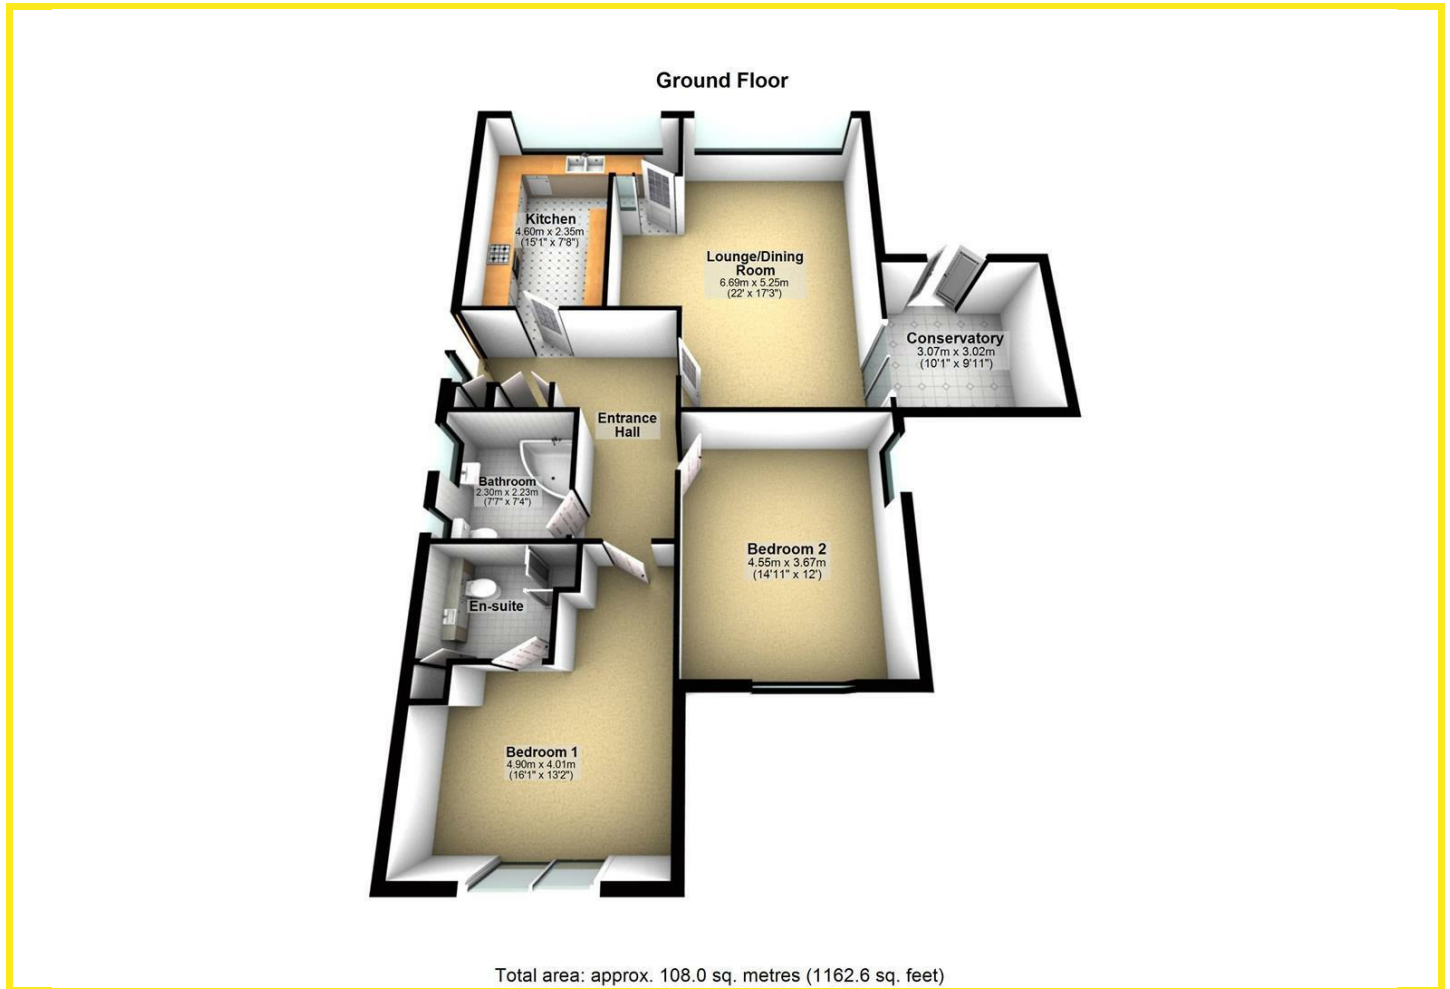 Ground Floor
Kitchen
4.60m x 2.35m
(15'1" x 7'8")
Lounge/Dining
Room
6.69m x 5.25m
(22' x 17'3")
Conservatory
3.07m x 3.02m
(10'1" x 9'11")
Entrance
Hall
Bathroom
2.30m x 2.23m
(7'7" x 7'4")
Bedroom 2
4.55m x 3.67m
(14'11" x 12')
En-suite
Bedroom 1
4.90m x 4.01m
(16'1" x 13'2")
Total area: approx. 108.0 sq. metres (1162.6 sq. feet)